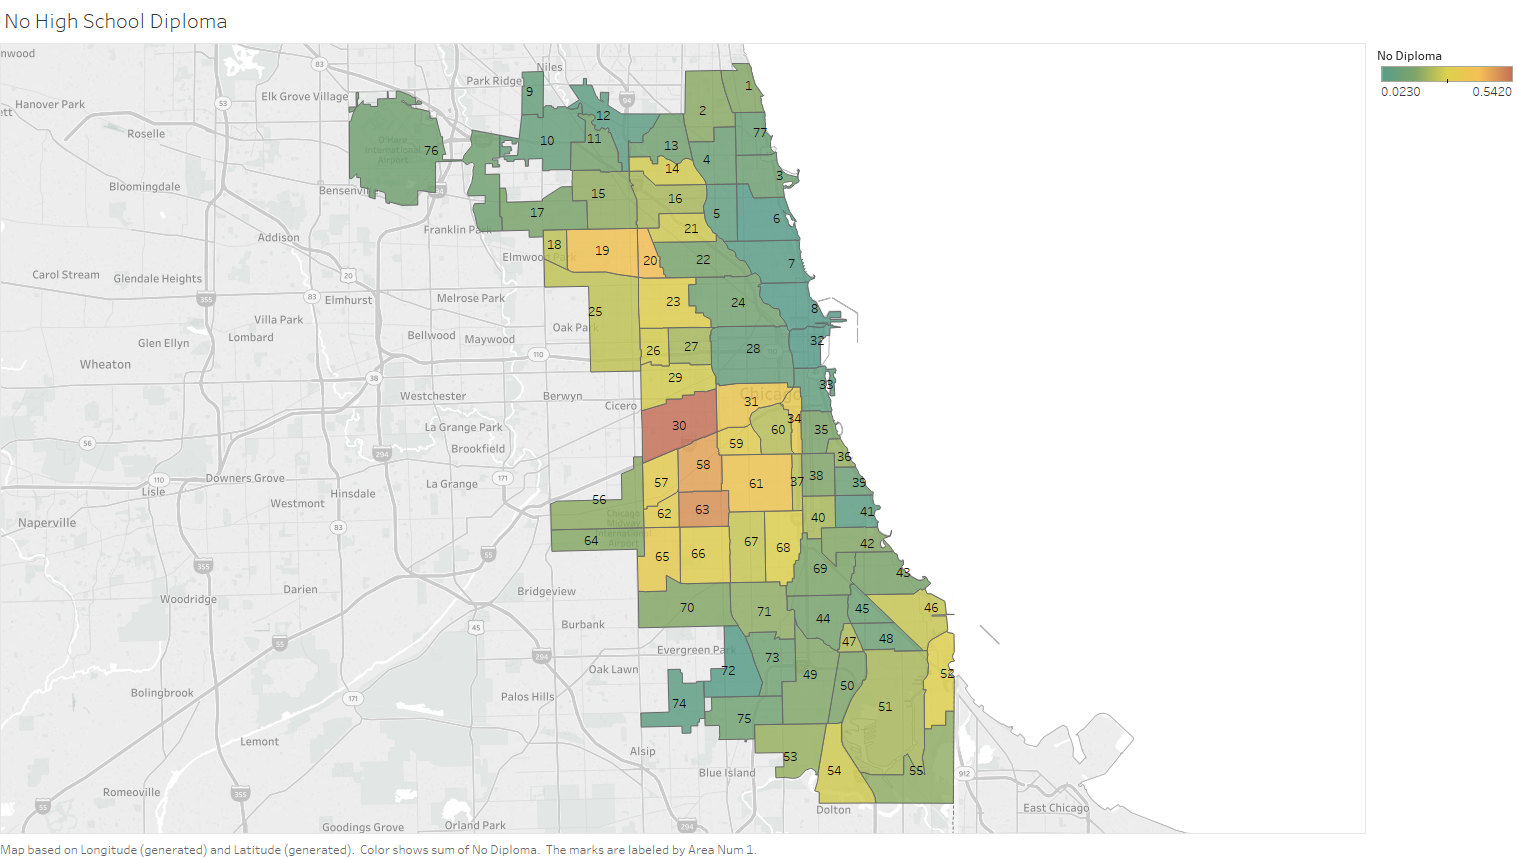 No High School Diploma
No Diploma
0.0230
0.5420
nwood
Niles
83
Park Ridge
9
1
Elk Grove Village
94
53
Hanover Park
2
12
ett
Roselle
O'Hare
International
Airport
76
10
11
13
77
4
14
3
Bloomingdale
Bensenvi
15
16
17
5
6
Franklin Park
21
Addison
18
19
Elmwood Park
20
22
7
Carol Stream
Glendale Heights
20
355
83
Elmhurst
Melrose Park
23
24
8
25
Villa Park
Oak Park
Glen Ellyn
Lombard
Bellwood
Maywood
26
27
28
32
110
Wheaton
38
29
33
Westchester
Berwyn
Cicero
Chicago
31
34
La Grange Park
30
60
35
56
Brookfield
59
294
36
58
110
Downers Grove
171
57
61
37
38
39
Lisle
Hinsdale
La Grange
56
Westmont
62
63
41
Naperville
83
Chicago
Midway
International
Airport
40
64
65
66
67
68
42
55
355
69
43
Darien
Bridgeview
Woodridge
70
71
44
45
46
Burbank
45
47
48
55
294
Evergreen Park
73
Oak Lawn
72
49
52
50
Bolingbrook
171
Palos Hills
74
51
75
Lemont
Alsip
53
Blue Island
54
55
912
Romeoville
355
55
Dolton
East Chicago
Goodings Grove
Orland Park
294
Map based on Longitude (generated) and Latitude (generated).  Color shows sum of No Diploma.  The marks are labeled by Area Num 1.